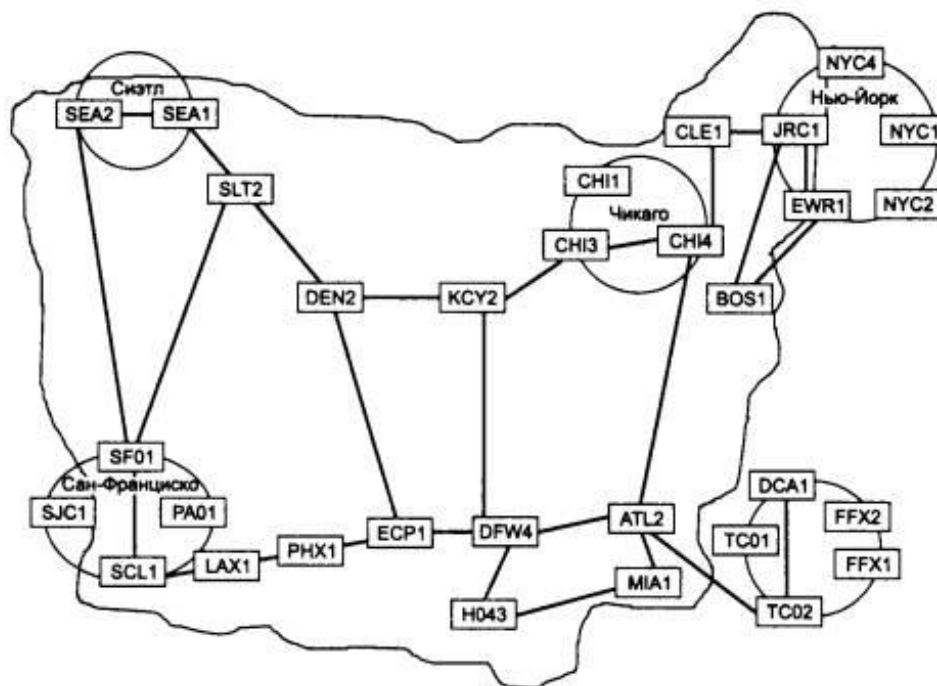 NYC4
Сиэтл
Нью-Йорк
SEA2
SEA1
CLE1
JRC1
NYC1
SLT2
CHI1
Чикаго
EWR1
NYC2
CHI3
CHI4
DEN2
KCY2
BOS1
SF01
Сан-Франциско
SJC1
PA01
DCA1
ECP1
DFW4
ATL2
FFX2
TC01
PHX1
LAX1
SCL1
MIA1
FFX1
H043
TC02